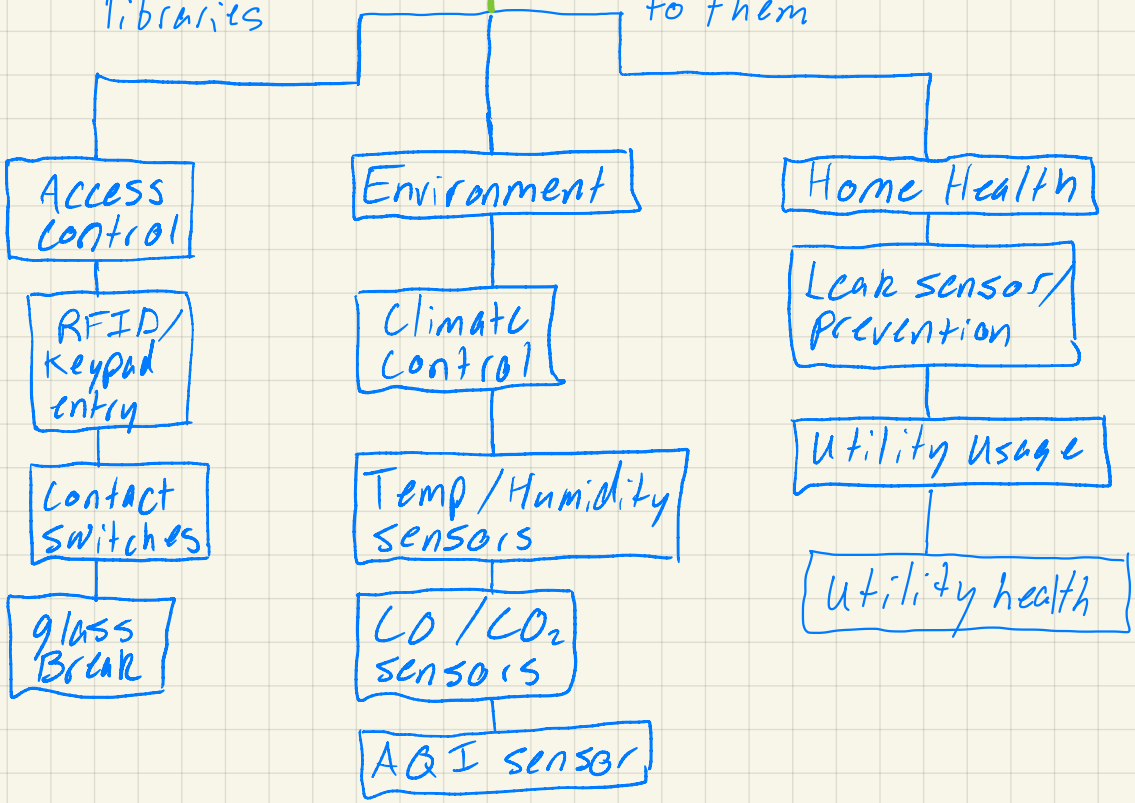 libraries
to them
Access
control
RFID/
Keypad
entry
Contact
switches
glass
Break
Environment
Climate
Control
Temp/Humidity
sensors
CO/CO₂
sensors
AQI sensor
Home Health
Leak sensor/
prevention
Utility Usage
Utility health